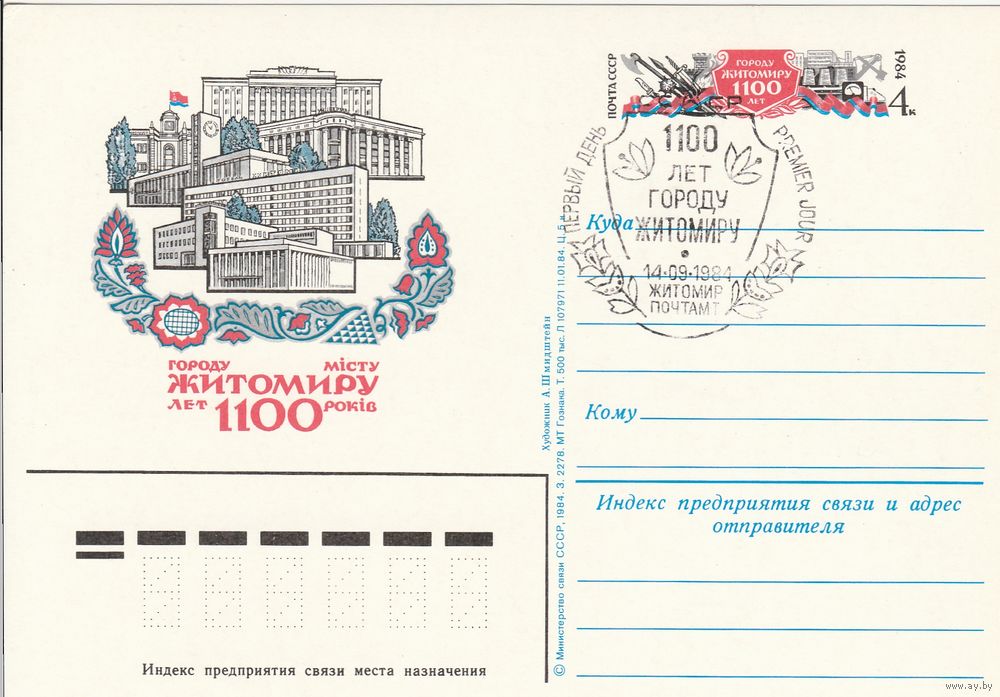 ГОРОДУ МІСТУ
ЖИТОМИРУ
ЛЕТ 1100 РОКІВ
Индекс предприятия связи места назначения
© Министерство связи СССР, 1984. З. 2278. МТ Гознака. Т. 500 тыс. Л 107971 11.01.84. Ц. 5 к.
Художник А. Шмидштейн
ПОЧТА СССР
ГОРОДУ
ЖИТОМИРУ
1100
ЛЕТ
1984
4к
ПЕРВЫЙ ДЕНЬ
СССР
PREMIER JOUR
1100
ЛЕТ
ГОРОДУ
ЖИТОМИРУ
14·09·1984
ЖИТОМИР
ПОЧТАМТ
Куда
Кому
Индекс предприятия связи и адрес
отправителя
www.ay.by